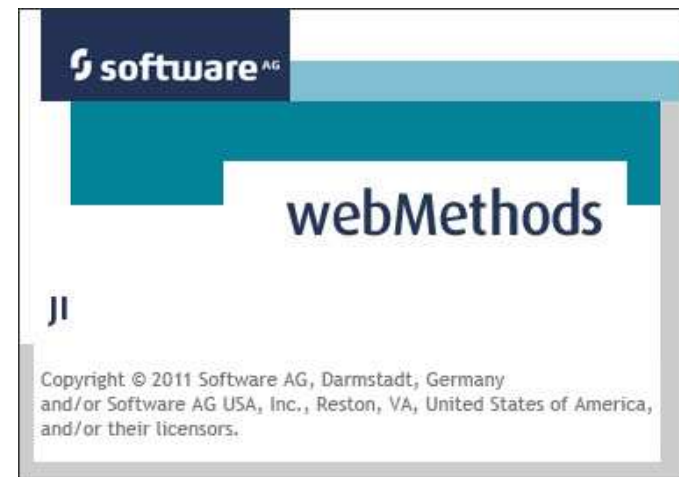 software AG
webMethods
JI
Copyright © 2011 Software AG, Darmstadt, Germany
and/or Software AG USA, Inc., Reston, VA, United States of America,
and/or their licensors.